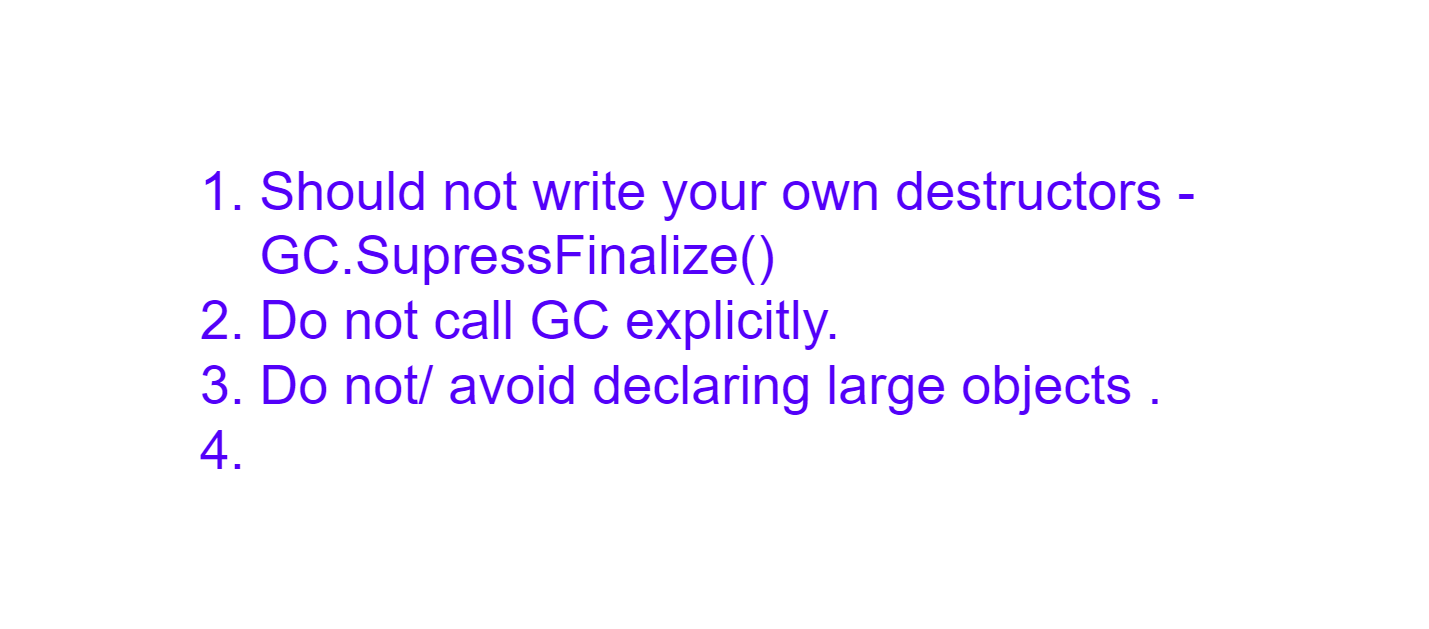 1. Should not write your own destructors -
GC.SupressFinalize()
2. Do not call GC explicitly.
3. Do not/ avoid declaring large objects .
4.